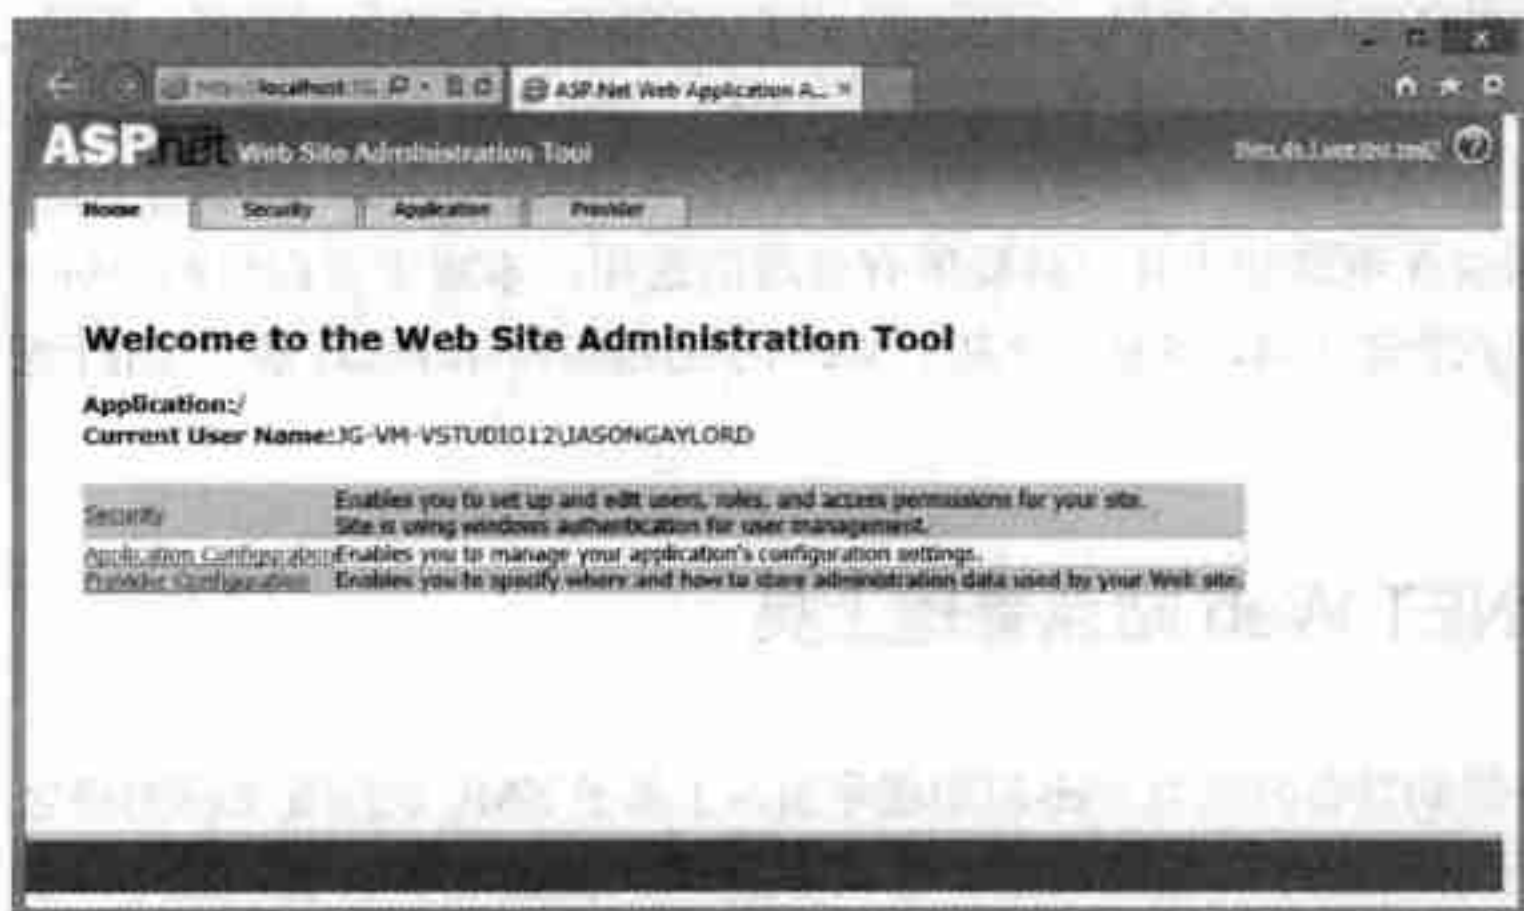 localhost
ASP.Net Web Application A...
ASP.net Web Site Administration Tool
How do I use this tool?
Home Security Application Provider
Welcome to the Web Site Administration Tool
Application:/
Current User Name:JG-VM-VSTUDIO12\JASONGAYLORD
Security
Enables you to set up and edit users, roles, and access permissions for your site.
Site is using windows authentication for user management.
Application Configuration Enables you to manage your application's configuration settings.
Provider Configuration Enables you to specify where and how to store administration data used by your Web site.